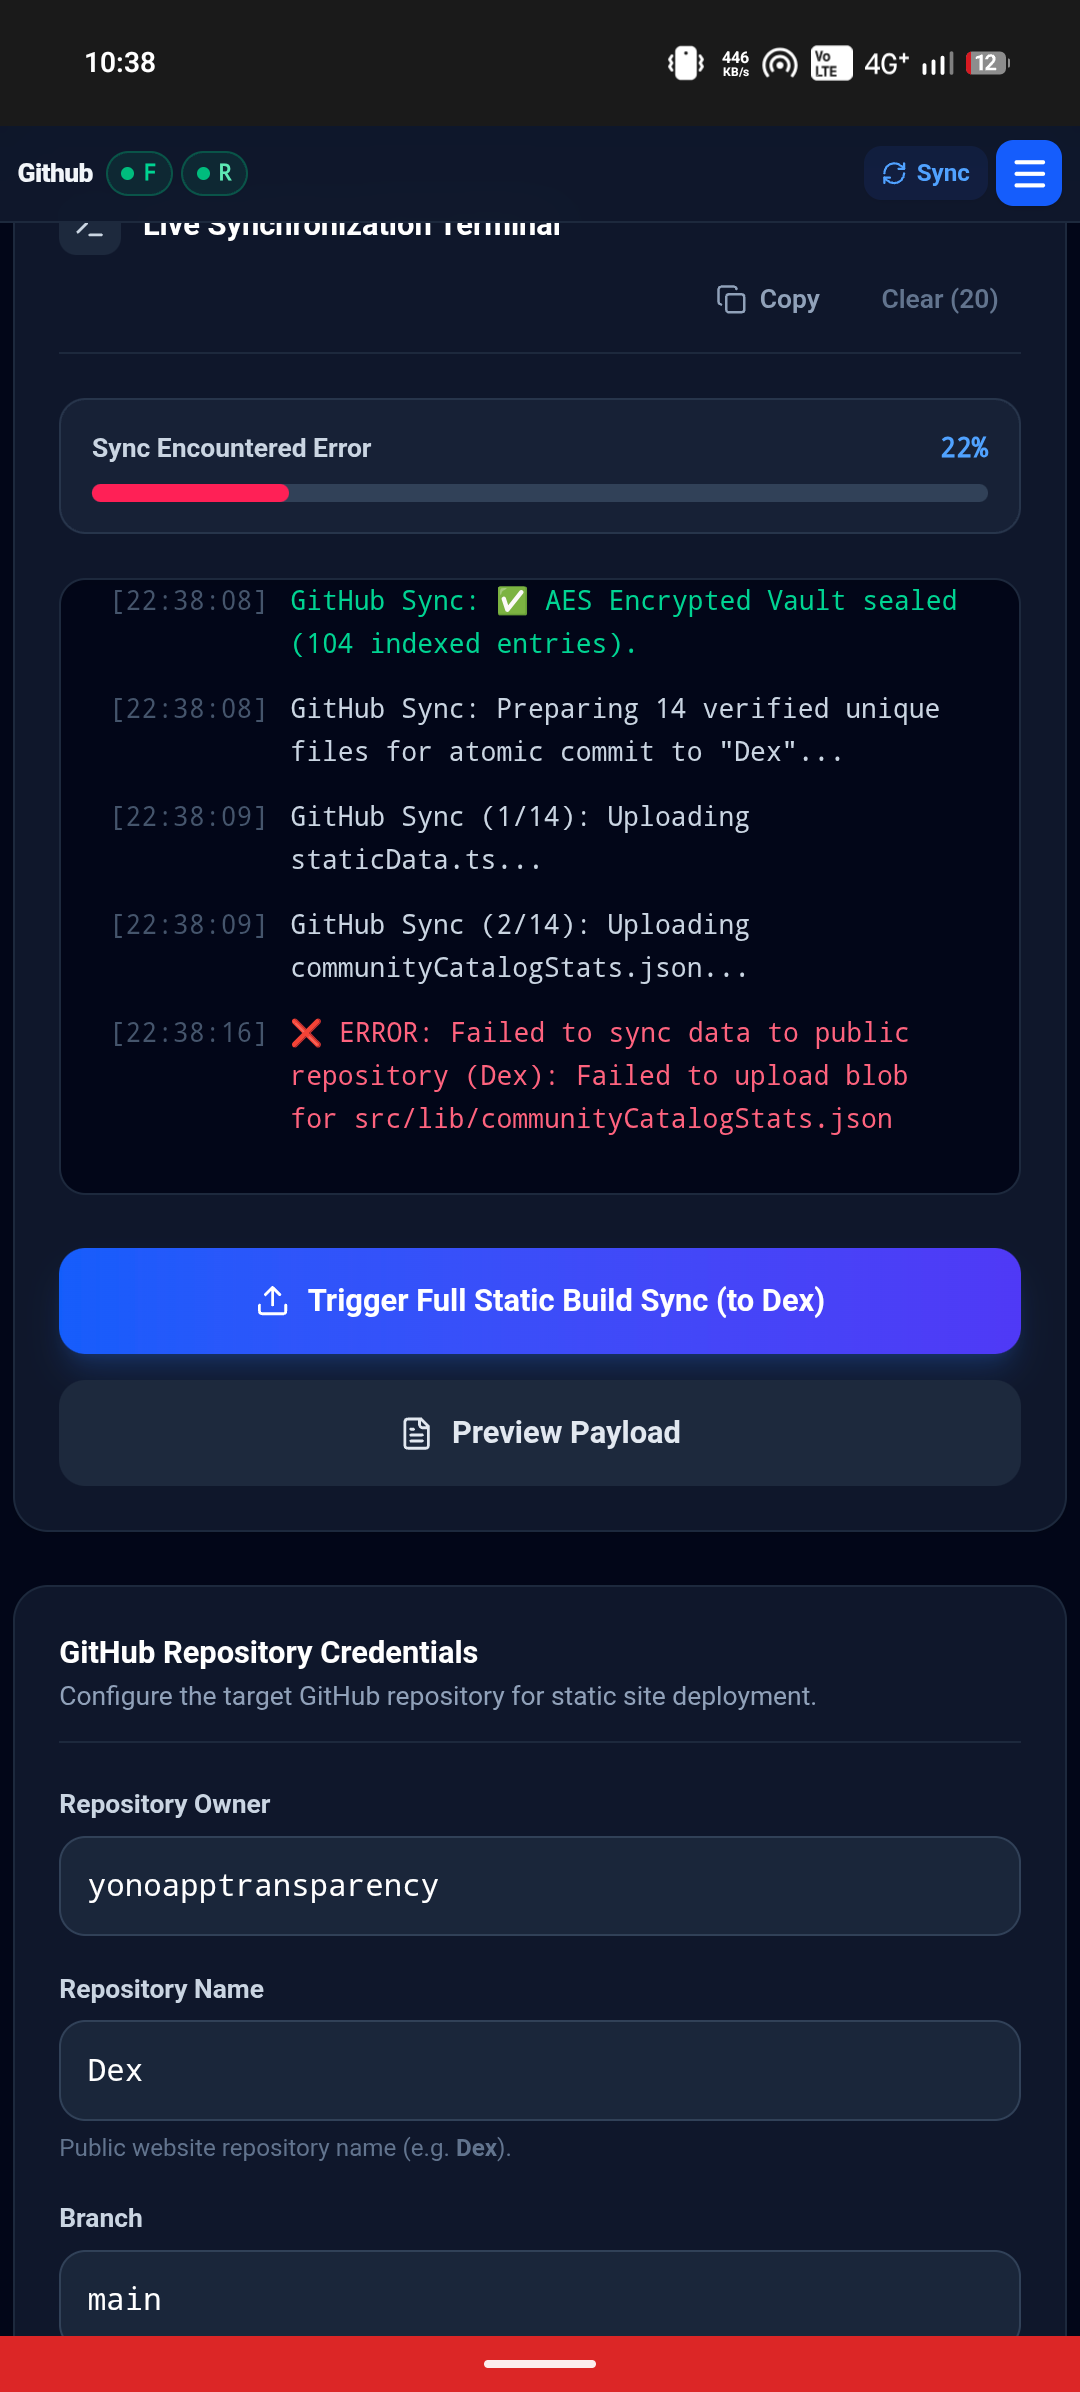 10:38
446
KB/s
Vo
LTE
4G+
12
Github
F
R
Sync
Live Synchronization Terminal
Copy
Clear (20)
Sync Encountered Error
22%
[22:38:08] GitHub Sync: ✅ AES Encrypted Vault sealed
(104 indexed entries).
[22:38:08] GitHub Sync: Preparing 14 verified unique
files for atomic commit to "Dex"...
[22:38:09] GitHub Sync (1/14): Uploading
staticData.ts...
[22:38:09] GitHub Sync (2/14): Uploading
communityCatalogStats.json...
[22:38:16] ❌ ERROR: Failed to sync data to public
repository (Dex): Failed to upload blob
for src/lib/communityCatalogStats.json
Trigger Full Static Build Sync (to Dex)
Preview Payload
GitHub Repository Credentials
Configure the target GitHub repository for static site deployment.
Repository Owner
yonoapptransparency
Repository Name
Dex
Public website repository name (e.g. Dex).
Branch
main